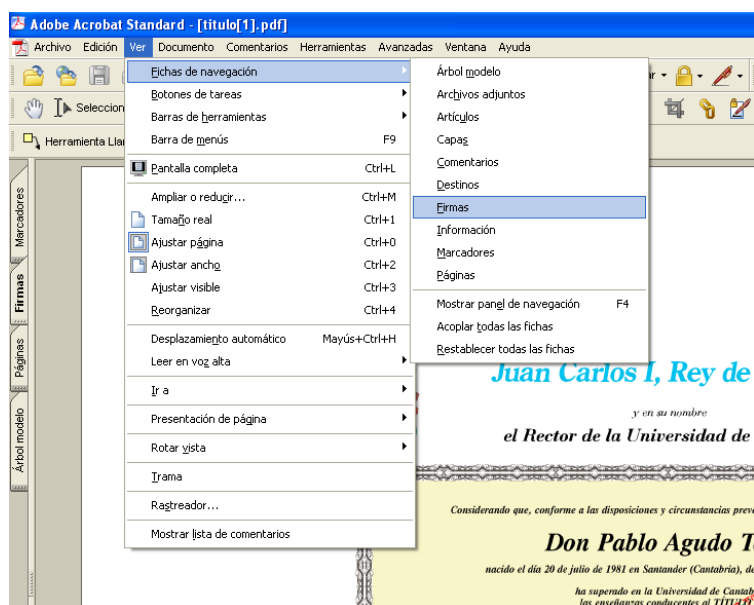 Adobe Acrobat Standard - [titulo[1].pdf]
Archivo Edición Ver Documento Comentarios Herramientas Avanzadas Ventana Ayuda
Seleccion
Herramienta Lla
Fichas de navegación
Botones de tareas
Barras de herramientas
Barra de menús F9
Pantalla completa Ctrl+L
Ampliar o reducir... Ctrl+M
Tamaño real Ctrl+1
Ajustar página Ctrl+0
Ajustar ancho Ctrl+2
Ajustar visible Ctrl+3
Reorganizar Ctrl+4
Desplazamiento automático Mayús+Ctrl+H
Leer en voz alta
Ir a
Presentación de página
Rotar vista
Trama
Rastreador...
Mostrar lista de comentarios
Árbol modelo
Archivos adjuntos
Artículos
Capas
Comentarios
Destinos
Firmas
Información
Marcadores
Páginas
Mostrar panel de navegación F4
Acoplar todas las fichas
Restablecer todas las fichas
Marcadores
Firmas
Páginas
Árbol modelo
Juan Carlos I, Rey de
y en su nombre
el Rector de la Universidad de
Considerando que, conforme a las disposiciones y circunstancias prev
Don Pablo Agudo T
nacido el día 20 de julio de 1981 en Santander (Cantabria), de
ha superado en la Universidad de Cantab
las enseñanzas conducentes al TÍTULO